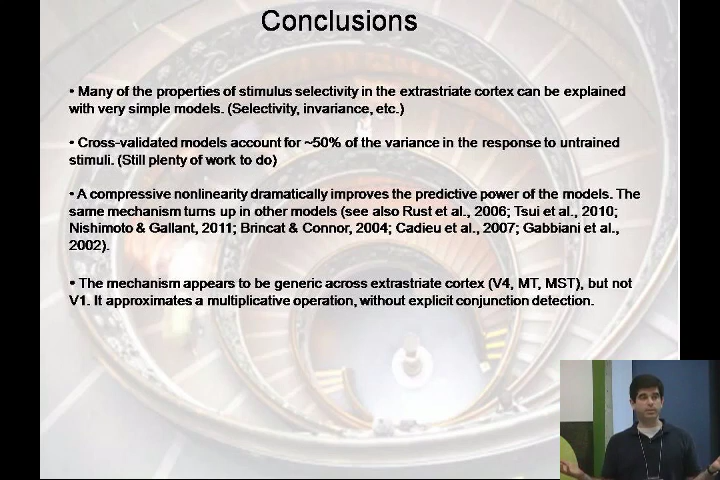 Conclusions
• Many of the properties of stimulus selectivity in the extrastriate cortex can be explained
with very simple models. (Selectivity, invariance, etc.)
• Cross-validated models account for ~50% of the variance in the response to untrained
stimuli. (Still plenty of work to do)
• A compressive nonlinearity dramatically improves the predictive power of the models. The
same mechanism turns up in other models (see also Rust et al., 2006; Tsui et al., 2010;
Nishimoto & Gallant, 2011; Brincat & Connor, 2004; Cadieu et al., 2007; Gabbiani et al.,
2002).
• The mechanism appears to be generic across extrastriate cortex (V4, MT, MST), but not
V1. It approximates a multiplicative operation, without explicit conjunction detection.